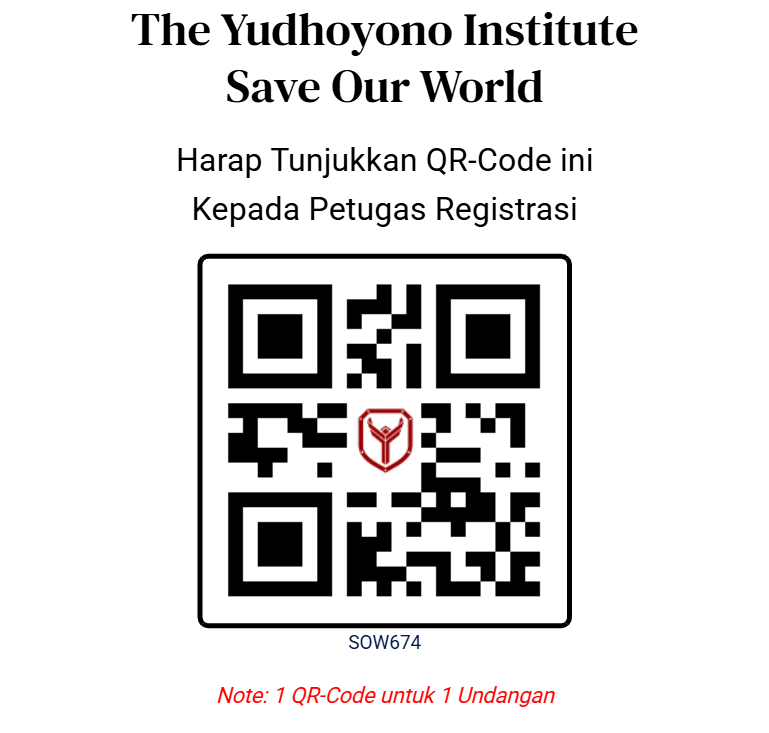 The Yudhoyono Institute
Save Our World
Harap Tunjukkan QR-Code ini
Kepada Petugas Registrasi
SOW674
Note: 1 QR-Code untuk 1 Undangan